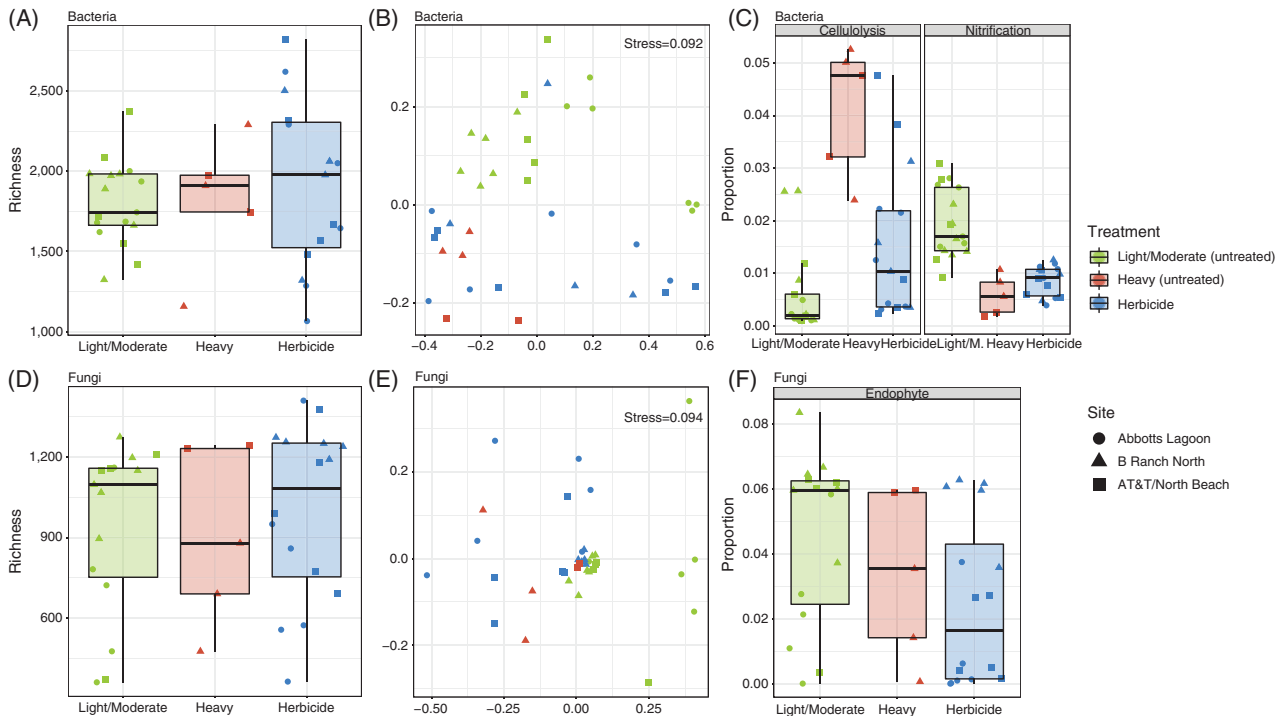 (A) Bacteria
Richness
2,500
2,000
1,500
1,000
Light/Moderate Heavy Herbicide
(B) Bacteria
Stress=0.092
0.2
0.0
−0.2
−0.4 −0.2 0.0 0.2 0.4 0.6
(C) Bacteria
Cellulolysis Nitrification
Proportion
0.05
0.04
0.03
0.02
0.01
0.00
Light/Moderate Heavy Herbicide Light/M. Heavy Herbicide
Treatment
Light/Moderate (untreated)
Heavy (untreated)
Herbicide
(D) Fungi
Richness
1,200
900
600
Light/Moderate Heavy Herbicide
(E) Fungi
Stress=0.094
0.2
0.0
−0.2
−0.50 −0.25 0.00 0.25
(F) Fungi
Endophyte
Proportion
0.08
0.06
0.04
0.02
0.00
Light/Moderate Heavy Herbicide
Site
Abbotts Lagoon
B Ranch North
AT&T/North Beach